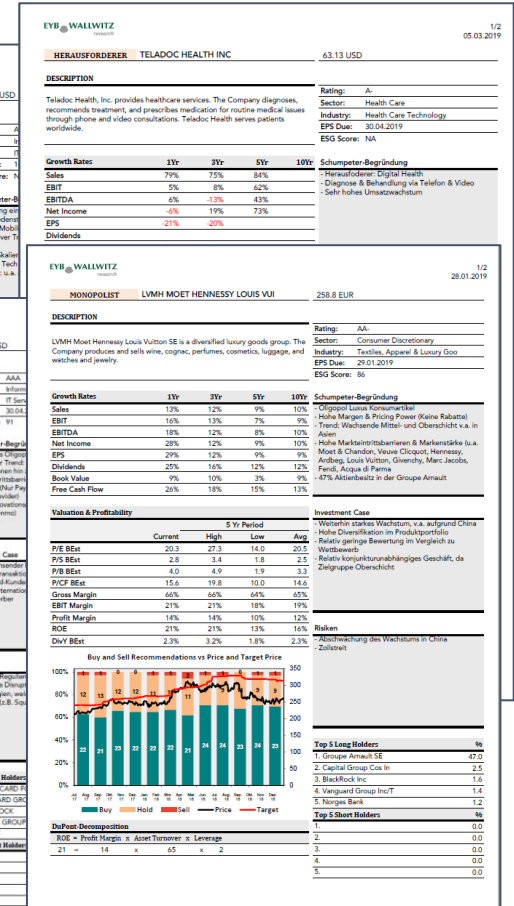 EYB & WALLWITZ
research
1/2
05.03.2019
HERAUSFORDERER TELADOC HEALTH INC 63.13 USD
DESCRIPTION
Teladoc Health, Inc. provides healthcare services. The Company diagnoses,
recommends treatment, and prescribes medication for routine medical issues
through phone and video consultations. Teladoc Health serves patients
worldwide.
Rating: A-
Sector: Health Care
Industry: Health Care Technology
EPS Due: 30.04.2019
ESG Score: NA
Growth Rates 1Yr 3Yr 5Yr 10Yr
Sales 79% 75% 84%
EBIT 5% 8% 62%
EBITDA 6% -13% 43%
Net Income -6% 19% 73%
EPS -21% -20%
Dividends
Schumpeter-Begründung
- Herausfoderer: Digital Health
- Diagnose & Behandlung via Telefon & Video
- Sehr hohes Umsatzwachstum
EYB & WALLWITZ
research
1/2
28.01.2019
MONOPOLIST LVMH MOET HENNESSY LOUIS VUI 258.8 EUR
DESCRIPTION
LVMH Moet Hennessy Louis Vuitton SE is a diversified luxury goods group. The
Company produces and sells wine, cognac, perfumes, cosmetics, luggage, and
watches and jewelry.
Rating: AA-
Sector: Consumer Discretionary
Industry: Textiles, Apparel & Luxury Goo
EPS Due: 29.01.2019
ESG Score: 86
Growth Rates 1Yr 3Yr 5Yr 10Yr
Sales 13% 12% 9% 10%
EBIT 16% 13% 7% 9%
EBITDA 18% 12% 8% 10%
Net Income 28% 12% 9% 10%
EPS 29% 12% 9% 9%
Dividends 25% 16% 12% 12%
Book Value 9% 10% 3% 9%
Free Cash Flow 26% 18% 15% 13%
Schumpeter-Begründung
- Oligopol Luxus Konsumartikel
- Hohe Margen & Pricing Power (Keine Rabatte)
- Trend: Wachsende Mittel- und Oberschicht v.a. in
Asien
- Hohe Markteintrittsbarrieren & Markenstärke (u.a.
Moet & Chandon, Veuve Clicquot, Hennessy,
Ardbeg, Louis Vuitton, Givenchy, Marc Jacobs,
Fendi, Acqua di Parma
- 47% Aktienbesitz in der Groupe Arnault
Valuation & Profitability
5 Yr Period
Current High Low Avg
P/E BEst 20.3 27.3 14.0 20.5
P/S BEst 2.8 3.4 1.8 2.5
P/B BEst 4.0 4.9 1.9 3.3
P/CF BEst 15.6 19.8 10.0 14.6
Gross Margin 66% 66% 64% 65%
EBIT Margin 21% 21% 18% 19%
Profit Margin 14% 14% 10% 12%
ROE 21% 21% 13% 16%
DivY BEst 2.3% 3.2% 1.8% 2.3%
Investment Case
- Weiterhin starkes Wachstum, v.a. aufgrund China
- Hohe Diversifikation im Produktportfolio
- Relativ geringe Bewertung im Vergleich zu
Wettbewerb
- Relativ konjunkturunabhängiges Geschäft, da
Zielgruppe Oberschicht
Risiken
- Abschwächung des Wachstums in China
- Zollstreit
Buy and Sell Recommendations vs Price and Target Price
100% 80% 60% 40% 20% 0%
350 300 250 200 150 100 50 0
Buy Hold Sell Price Target
Top 5 Long Holders %
1. Groupe Arnault SE 47.0
2. Capital Group Cos In 2.5
3. BlackRock Inc 1.6
4. Vanguard Group Inc/T 1.4
5. Norges Bank 1.2
Top 5 Short Holders %
1. 0.0
2. 0.0
3. 0.0
4. 0.0
5. 0.0
DuPont-Decomposition
ROE = Profit Margin x Asset Turnover x Leverage
21 = 14 x 65 x 2